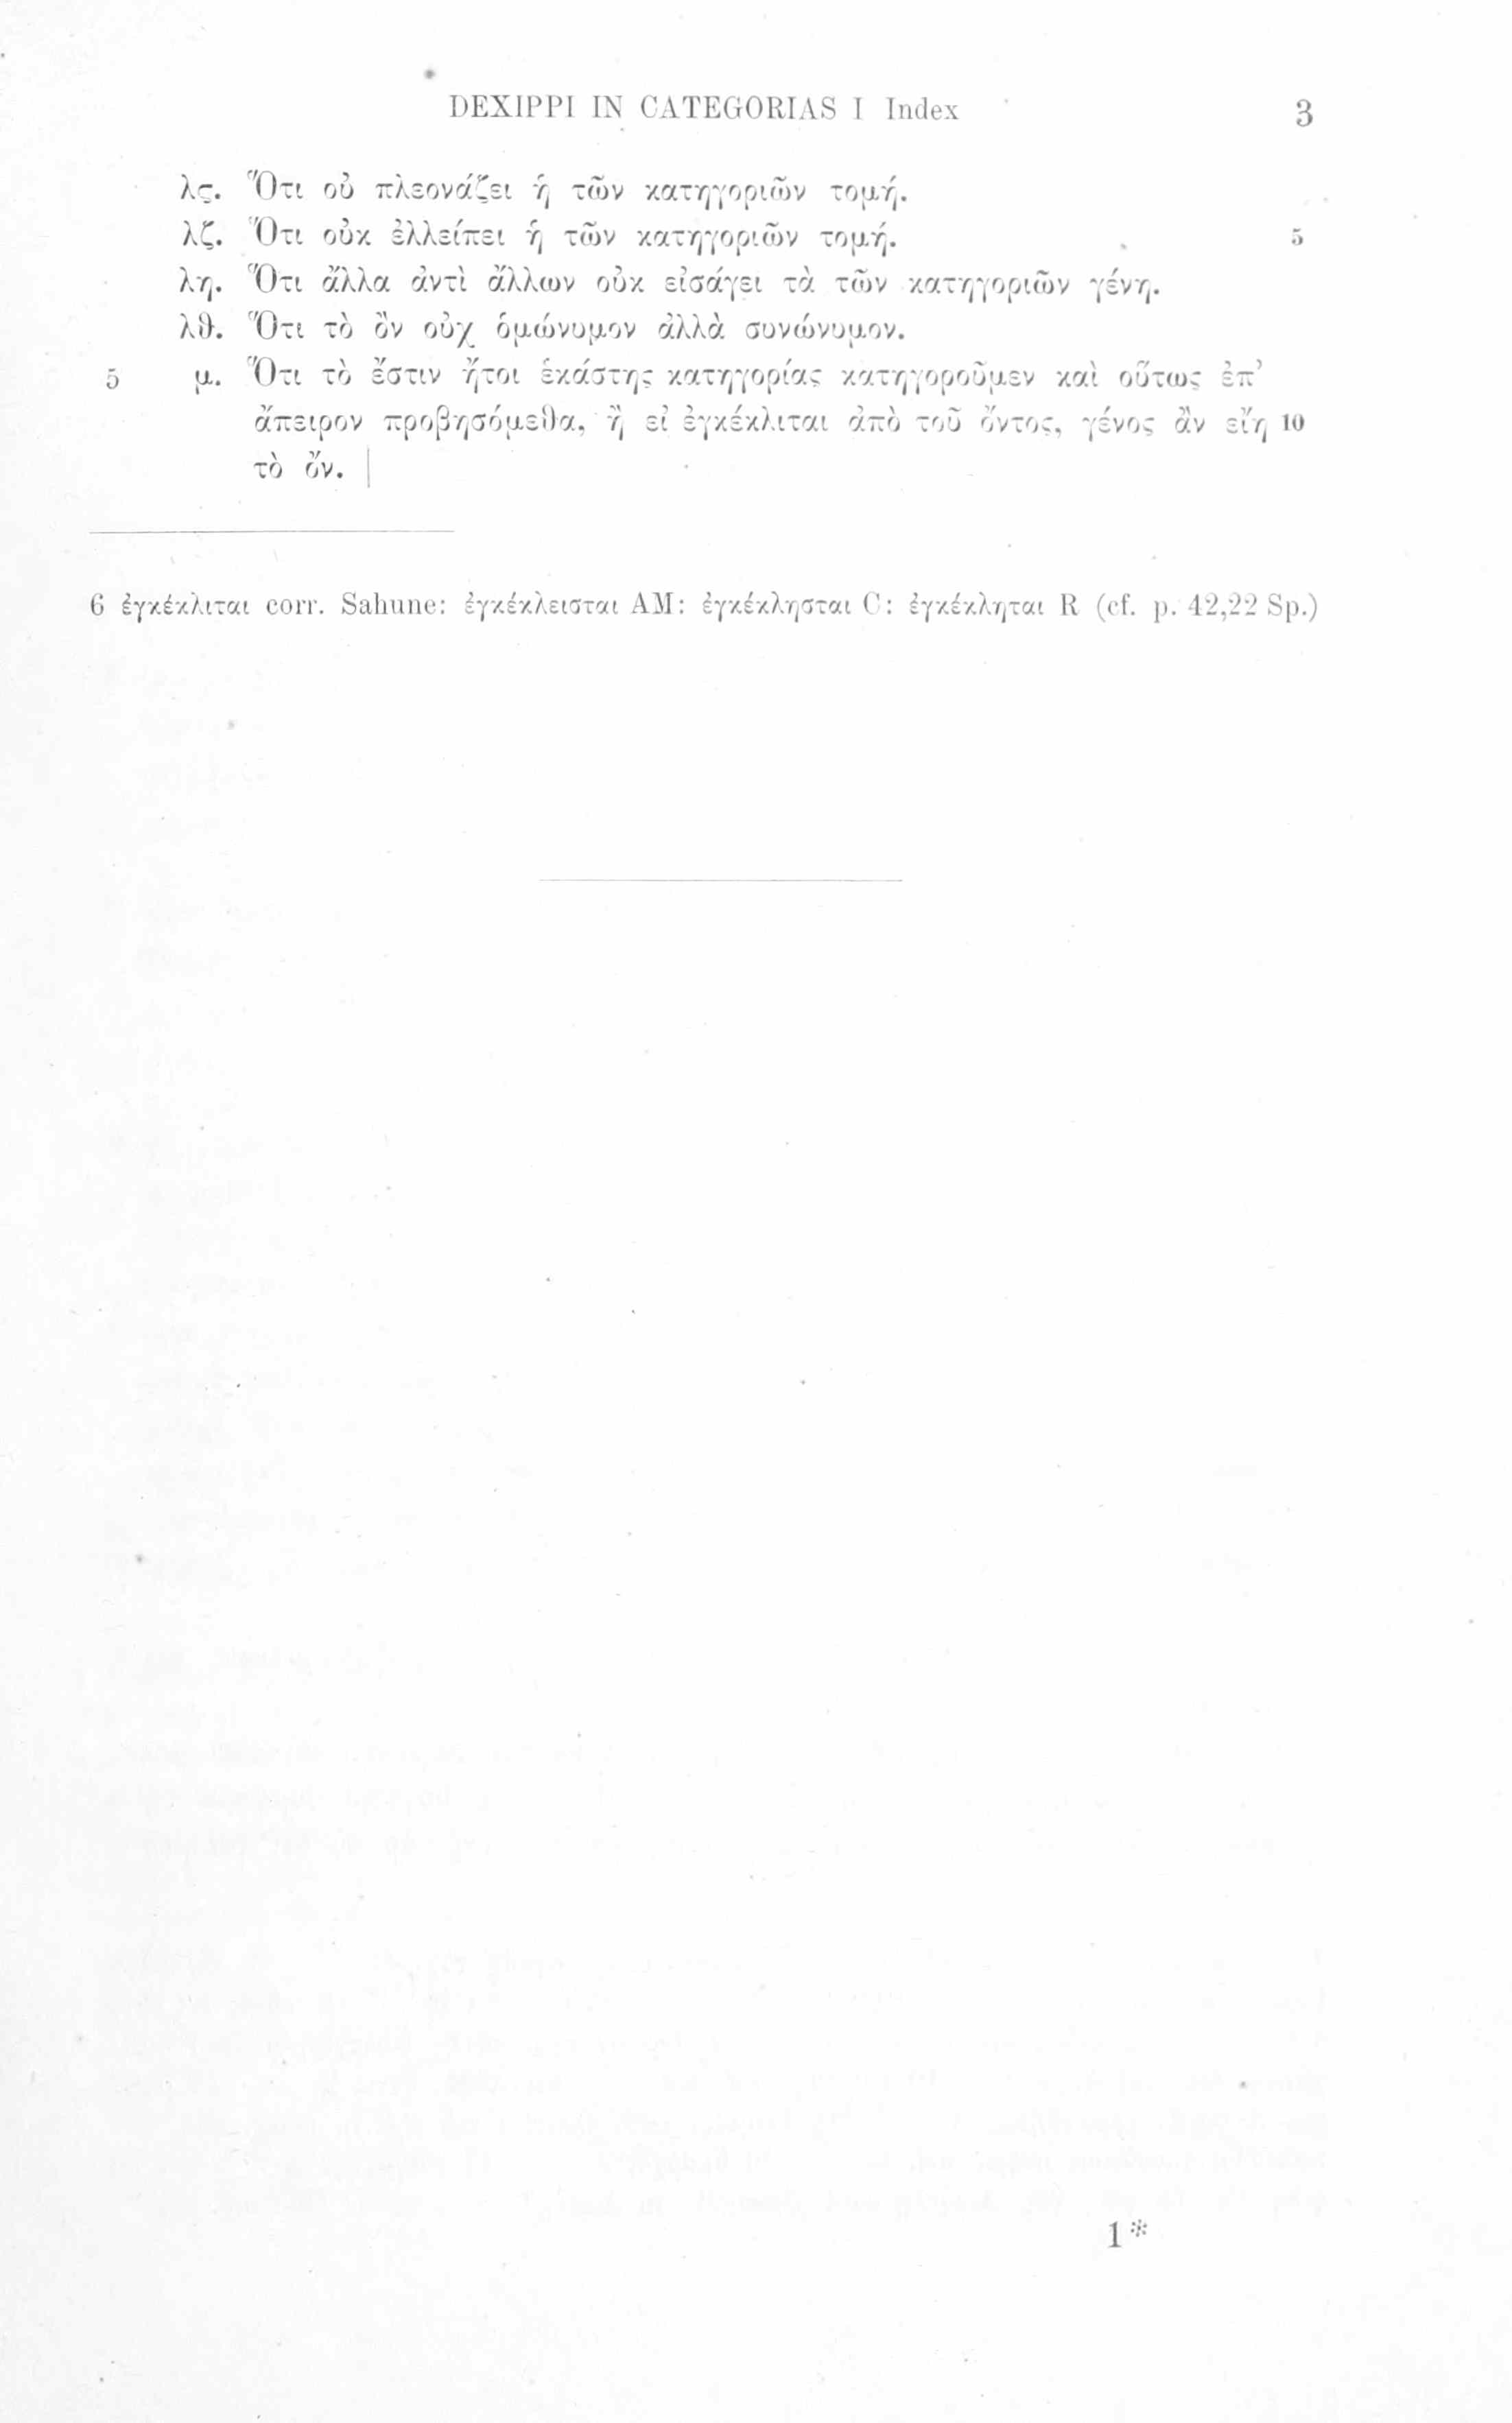 DEXIPPI IN CATEGORIAS I Index 3
λϛ. Ὅτι οὐ πλεονάζει ἡ τῶν κατηγοριῶν τομή.
λζ. Ὅτι οὐκ ἐλλείπει ἡ τῶν κατηγοριῶν τομή. 5
λη. Ὅτι ἄλλα ἀντὶ ἄλλων οὐκ εἰσάγει τὰ τῶν κατηγοριῶν γένη.
λθ. Ὅτι τὸ ὂν οὐχ ὁμώνυμον ἀλλὰ συνώνυμον.
5 μ. Ὅτι τὸ ἔστιν ἤτοι ἑκάστης κατηγορίας κατηγοροῦμεν καὶ οὕτως ἐπ’
ἄπειρον προβησόμεθα, ἢ εἰ ἐγκέκλιται ἀπὸ τοῦ ὄντος, γένος ἂν εἴη 10
τὸ ὄν. |
6 ἐγκέκλιται corr. Sahune: ἐγκέκλεισται AM: ἐγκέκλησται C: ἐγκέκληται R (cf. p. 42,22 Sp.)
1*